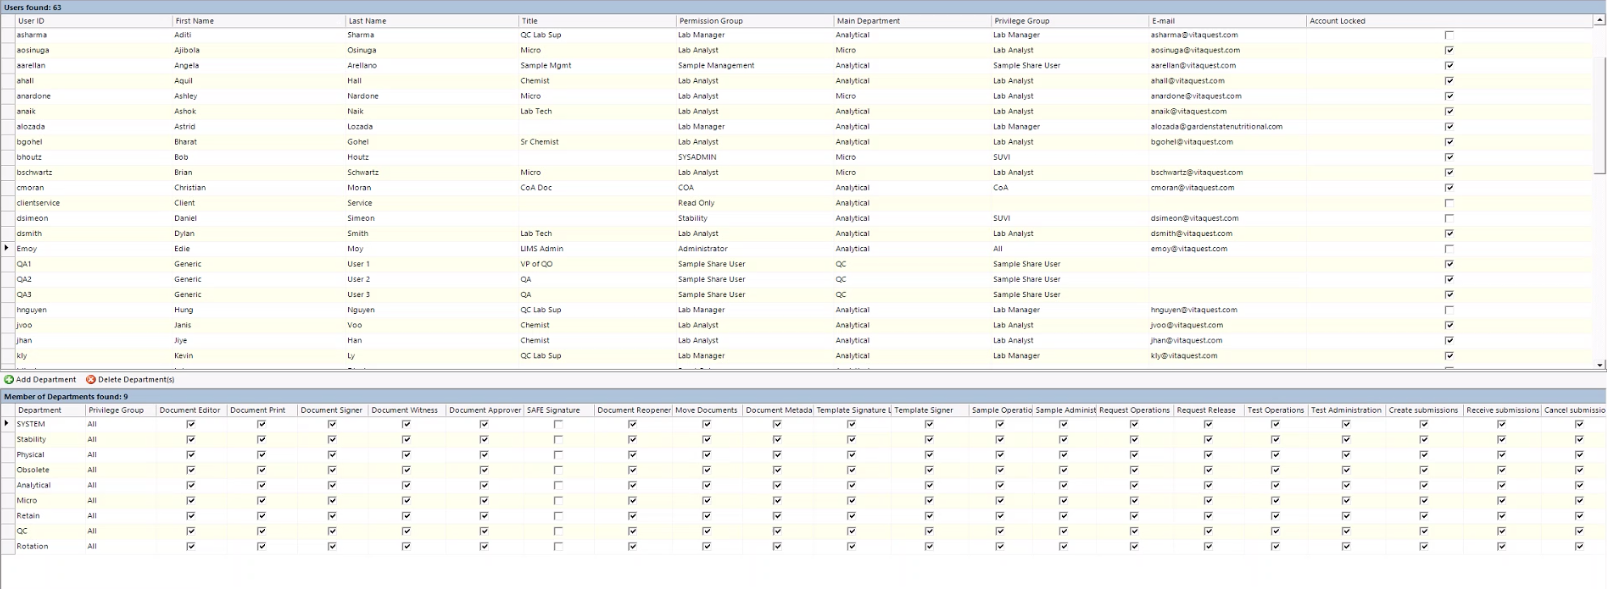 Users found: 63
User ID First Name Last Name Title Permission Group Main Department Privilege Group E-mail Account Locked
asharma Aditi Sharma QC Lab Sup Lab Manager Analytical Lab Manager asharma@vitaquest.com
aosinuga Ajibola Osinuga Micro Lab Analyst Micro Lab Analyst aosinuga@vitaquest.com
aarellan Angela Arellano Sample Mgmt Sample Management Analytical Sample Share User aarellan@vitaquest.com
ahall Aquil Hall Chemist Lab Analyst Analytical Lab Analyst ahall@vitaquest.com
anardone Ashley Nardone Micro Lab Analyst Micro Lab Analyst anardone@vitaquest.com
anaik Ashok Naik Lab Tech Lab Analyst Analytical Lab Analyst anaik@vitaquest.com
alozada Astrid Lozada Lab Manager Analytical Lab Manager alozada@gardenstatenutritional.com
bgohel Bharat Gohel Sr Chemist Lab Analyst Analytical Lab Analyst bgohel@vitaquest.com
bhoutz Bob Houtz SYSADMIN Micro SUVI
bschwartz Brian Schwartz Micro Lab Analyst Micro Lab Analyst bschwartz@vitaquest.com
cmoran Christian Moran CoA Doc COA Analytical CoA cmoran@vitaquest.com
clientservice Client Service Read Only Analytical
dsimeon Daniel Simeon Stability Analytical SUVI dsimeon@vitaquest.com
dsmith Dylan Smith Lab Tech Lab Analyst Analytical Lab Analyst dsmith@vitaquest.com
Emoy Edie Moy LIMS Admin Administrator Analytical All emoy@vitaquest.com
QA1 Generic User 1 VP of QO Sample Share User QC Sample Share User
QA2 Generic User 2 QA Sample Share User QC Sample Share User
QA3 Generic User 3 QA Sample Share User QC Sample Share User
hnguyen Hung Nguyen QC Lab Sup Lab Manager Analytical Lab Manager hnguyen@vitaquest.com
jvoo Janis Voo Chemist Lab Analyst Analytical Lab Analyst jvoo@vitaquest.com
jhan Jiye Han Chemist Lab Analyst Analytical Lab Analyst jhan@vitaquest.com
kly Kevin Ly QC Lab Sup Lab Manager Analytical Lab Manager kly@vitaquest.com
Add Department Delete Department(s)
Member of Departments found: 9
Department Privilege Group Document Editor Document Print Document Signer Document Witness Document Approver SAFE Signature Document Reopener Move Documents Document Metada Template Signature L Template Signer Sample Operatio Sample Administ Request Operations Request Release Test Operations Test Administration Create submissions Receive submissions Cancel submissio
SYSTEM All
Stability All
Physical All
Obsolete All
Analytical All
Micro All
Retain All
QC All
Rotation All